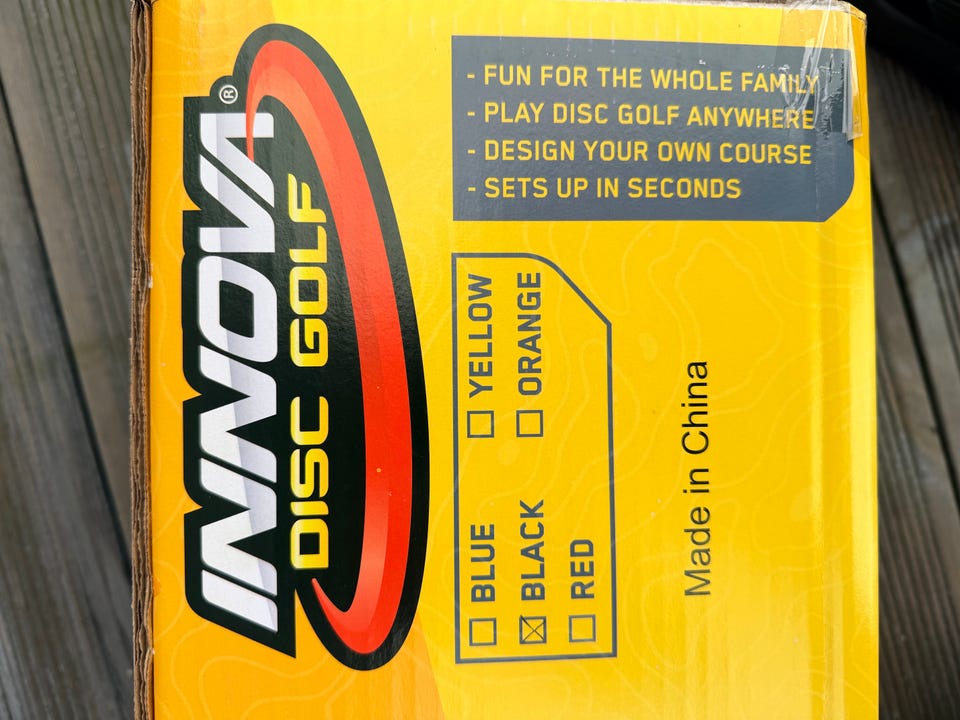 INNOVA®
DISC GOLF
- FUN FOR THE WHOLE FAMILY
- PLAY DISC GOLF ANYWHERE
- DESIGN YOUR OWN COURSE
- SETS UP IN SECONDS
☐ BLUE ☐ YELLOW
☒ BLACK ☐ ORANGE
☐ RED
Made in China